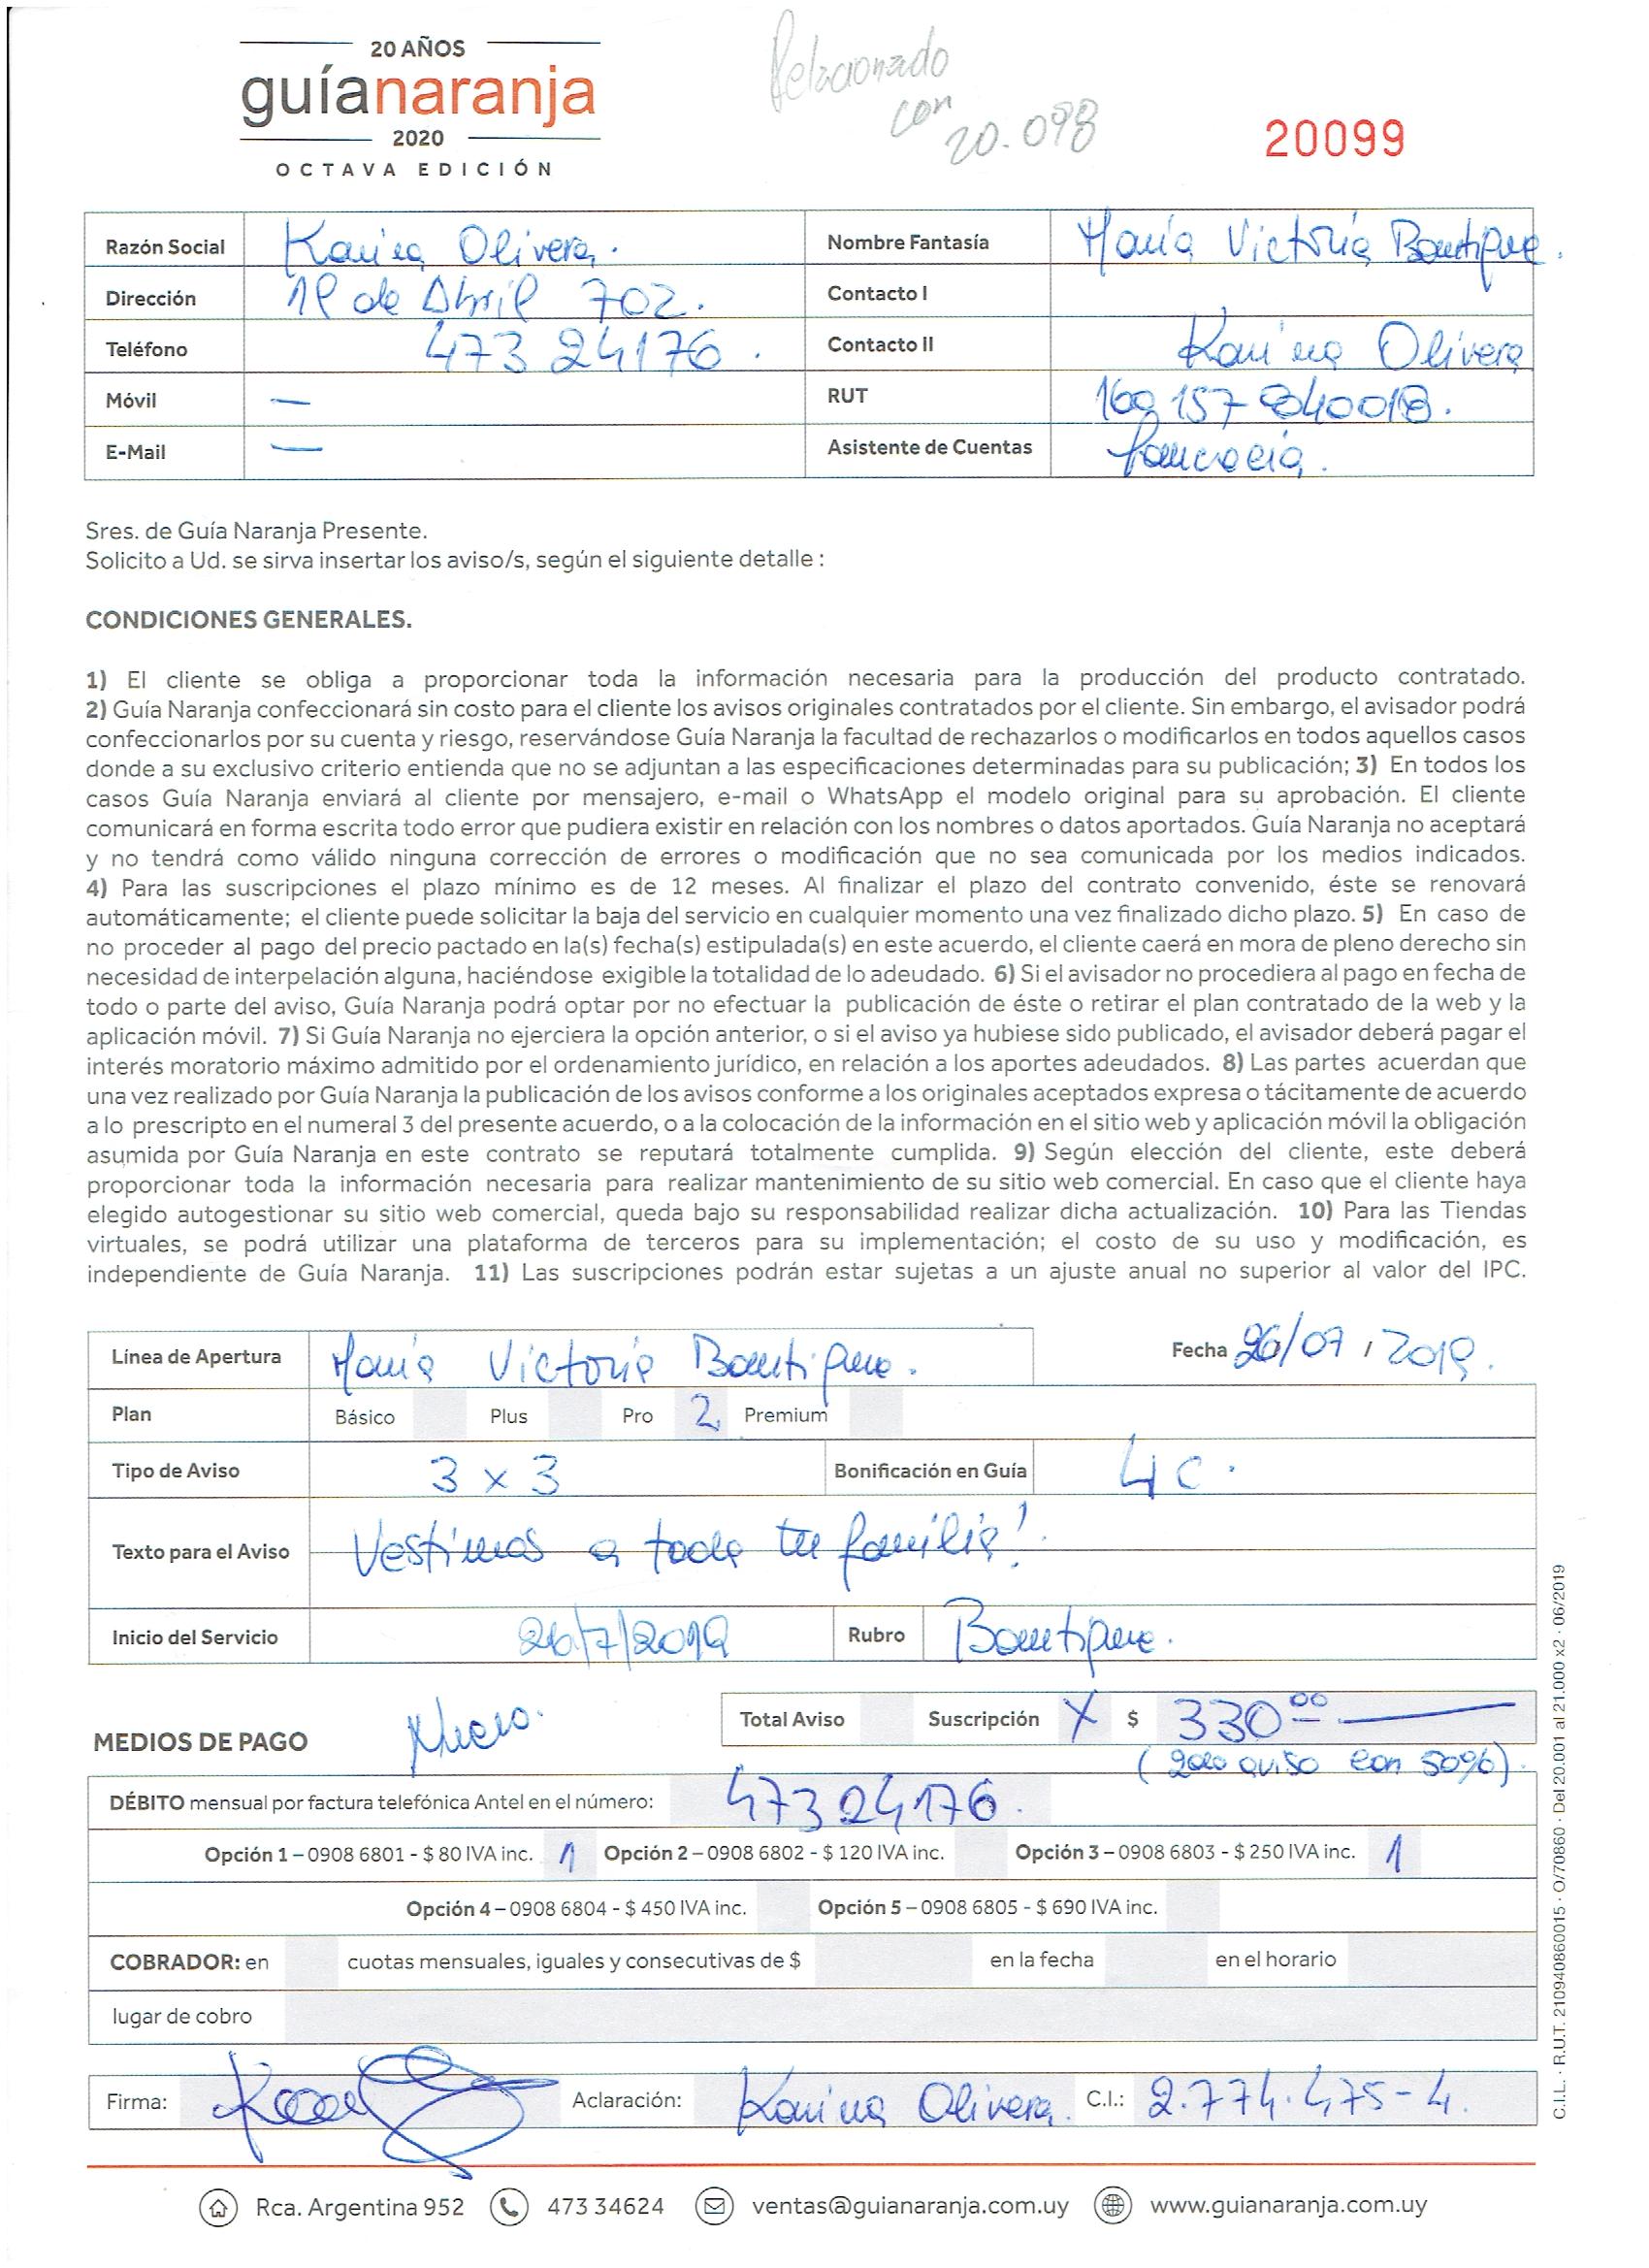 20 AÑOS
guíanaranja
2020
OCTAVA EDICIÓN
Relacionado
con
20.098
20099
Razón Social Karina Olivera. Nombre Fantasía María Victoria Boutique.
Dirección 19 de Abril 702. Contacto I
Teléfono 473 24176. Contacto II Karina Olivera
Móvil — RUT 160 157 840018.
E-Mail — Asistente de Cuentas
Sres. de Guía Naranja Presente.
Solicito a Ud. se sirva insertar los aviso/s, según el siguiente detalle :
CONDICIONES GENERALES.
1) El cliente se obliga a proporcionar toda la información necesaria para la producción del producto contratado.
2) Guía Naranja confeccionará sin costo para el cliente los avisos originales contratados por el cliente. Sin embargo, el avisador podrá
confeccionarlos por su cuenta y riesgo, reservándose Guía Naranja la facultad de rechazarlos o modificarlos en todos aquellos casos
donde a su exclusivo criterio entienda que no se adjuntan a las especificaciones determinadas para su publicación; 3) En todos los
casos Guía Naranja enviará al cliente por mensajero, e-mail o WhatsApp el modelo original para su aprobación. El cliente
comunicará en forma escrita todo error que pudiera existir en relación con los nombres o datos aportados. Guía Naranja no aceptará
y no tendrá como válido ninguna corrección de errores o modificación que no sea comunicada por los medios indicados.
4) Para las suscripciones el plazo mínimo es de 12 meses. Al finalizar el plazo del contrato convenido, éste se renovará
automáticamente; el cliente puede solicitar la baja del servicio en cualquier momento una vez finalizado dicho plazo. 5) En caso de
no proceder al pago del precio pactado en la(s) fecha(s) estipulada(s) en este acuerdo, el cliente caerá en mora de pleno derecho sin
necesidad de interpelación alguna, haciéndose exigible la totalidad de lo adeudado. 6) Si el avisador no procediera al pago en fecha de
todo o parte del aviso, Guía Naranja podrá optar por no efectuar la publicación de éste o retirar el plan contratado de la web y la
aplicación móvil. 7) Si Guía Naranja no ejerciera la opción anterior, o si el aviso ya hubiese sido publicado, el avisador deberá pagar el
interés moratorio máximo admitido por el ordenamiento jurídico, en relación a los aportes adeudados. 8) Las partes acuerdan que
una vez realizado por Guía Naranja la publicación de los avisos conforme a los originales aceptados expresa o tácitamente de acuerdo
a lo prescripto en el numeral 3 del presente acuerdo, o a la colocación de la información en el sitio web y aplicación móvil la obligación
asumida por Guía Naranja en este contrato se reputará totalmente cumplida. 9) Según elección del cliente, este deberá
proporcionar toda la información necesaria para realizar mantenimiento de su sitio web comercial. En caso que el cliente haya
elegido autogestionar su sitio web comercial, queda bajo su responsabilidad realizar dicha actualización. 10) Para las Tiendas
virtuales, se podrá utilizar una plataforma de terceros para su implementación; el costo de su uso y modificación, es
independiente de Guía Naranja. 11) Las suscripciones podrán estar sujetas a un ajuste anual no superior al valor del IPC.
Línea de Apertura María Victoria Boutique. Fecha 26/07 / 2019.
Plan Básico Plus Pro 2 Premium
Tipo de Aviso 3 x 3 Bonificación en Guía 4 c.
Texto para el Aviso Vestimos a toda tu familia!
Inicio del Servicio 26/7/2019 Rubro Boutique.
Total Aviso Suscripción X $ 330 00
MEDIOS DE PAGO
(2do aviso con 50%).
DÉBITO mensual por factura telefónica Antel en el número: 47324176.
Opción 1 – 0908 6801 - $ 80 IVA inc. 1 Opción 2 – 0908 6802 - $ 120 IVA inc. Opción 3 – 0908 6803 - $ 250 IVA inc. 1
Opción 4 – 0908 6804 - $ 450 IVA inc. Opción 5 – 0908 6805 - $ 690 IVA inc.
COBRADOR: en cuotas mensuales, iguales y consecutivas de $ en la fecha en el horario
lugar de cobro
Firma: Aclaración: Karina Olivera. C.I.: 2.774.475-4.
Rca. Argentina 952 473 34624 ventas@guianaranja.com.uy www.guianaranja.com.uy
C.I.L. · R.U.T. 210940860015 · O/70860 · Del 20.001 al 21.000 x2 · 06/2019